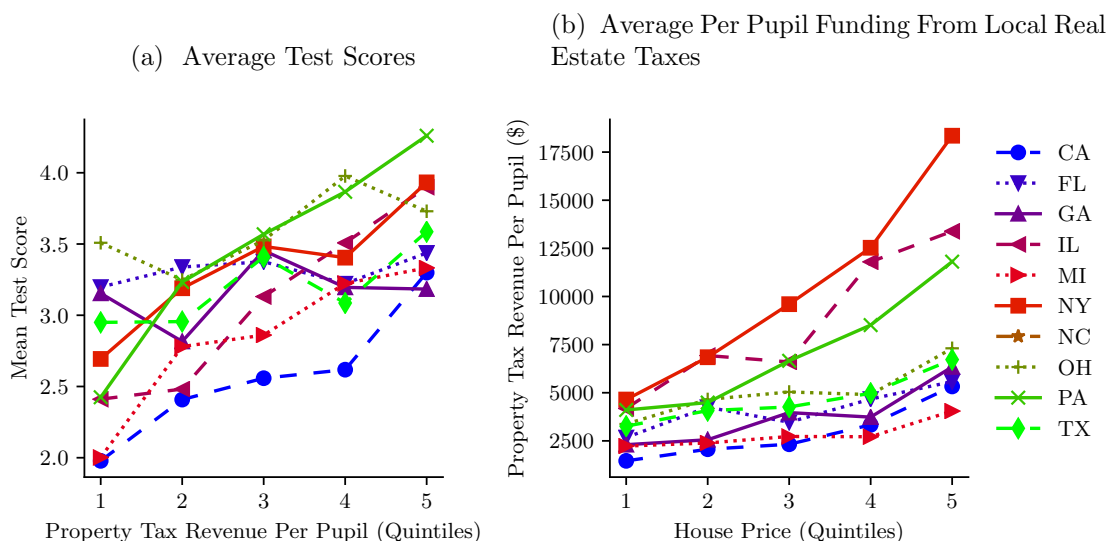 (a) Average Test Scores
(b) Average Per Pupil Funding From Local Real
Estate Taxes
Mean Test Score
4.0
3.5
3.0
2.5
2.0
1 2 3 4 5
Property Tax Revenue Per Pupil (Quintiles)
Property Tax Revenue Per Pupil ($)
17500
15000
12500
10000
7500
5000
2500
1 2 3 4 5
House Price (Quintiles)
CA
FL
GA
IL
MI
NY
NC
OH
PA
TX